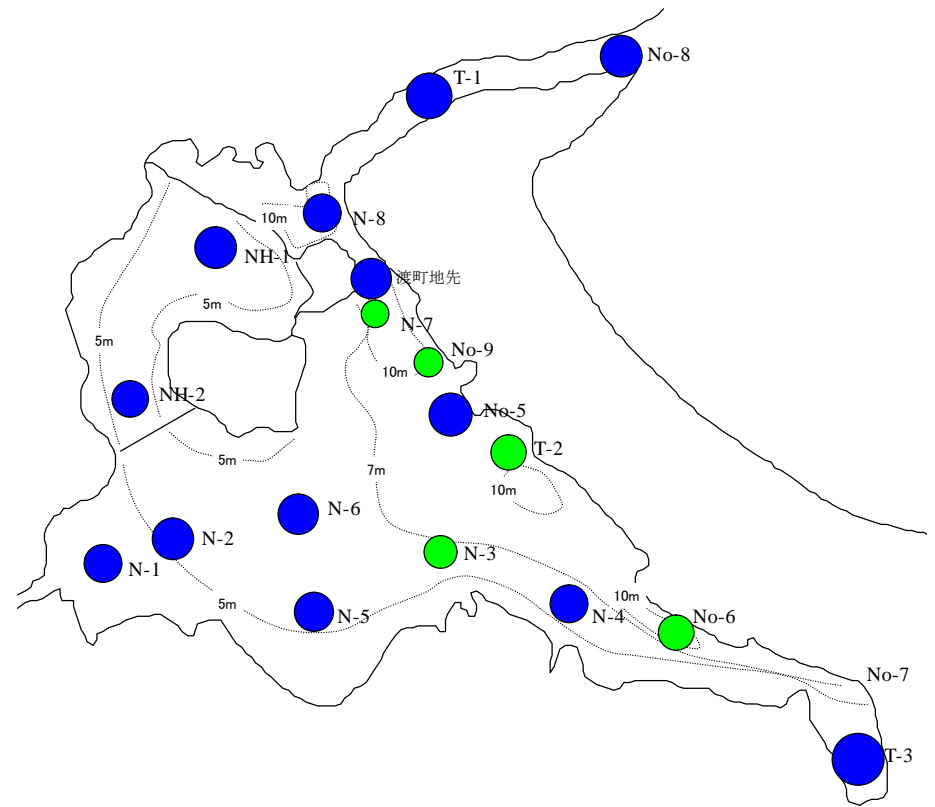 No-8
T-1
10m
N-8
NH-1
渡町地先
5m
N-7
5m
No-9
10m
NH-2
No-5
T-2
5m
7m
10m
N-6
N-2
N-3
N-1
10m
5m
N-5
N-4
No-6
No-7
T-3